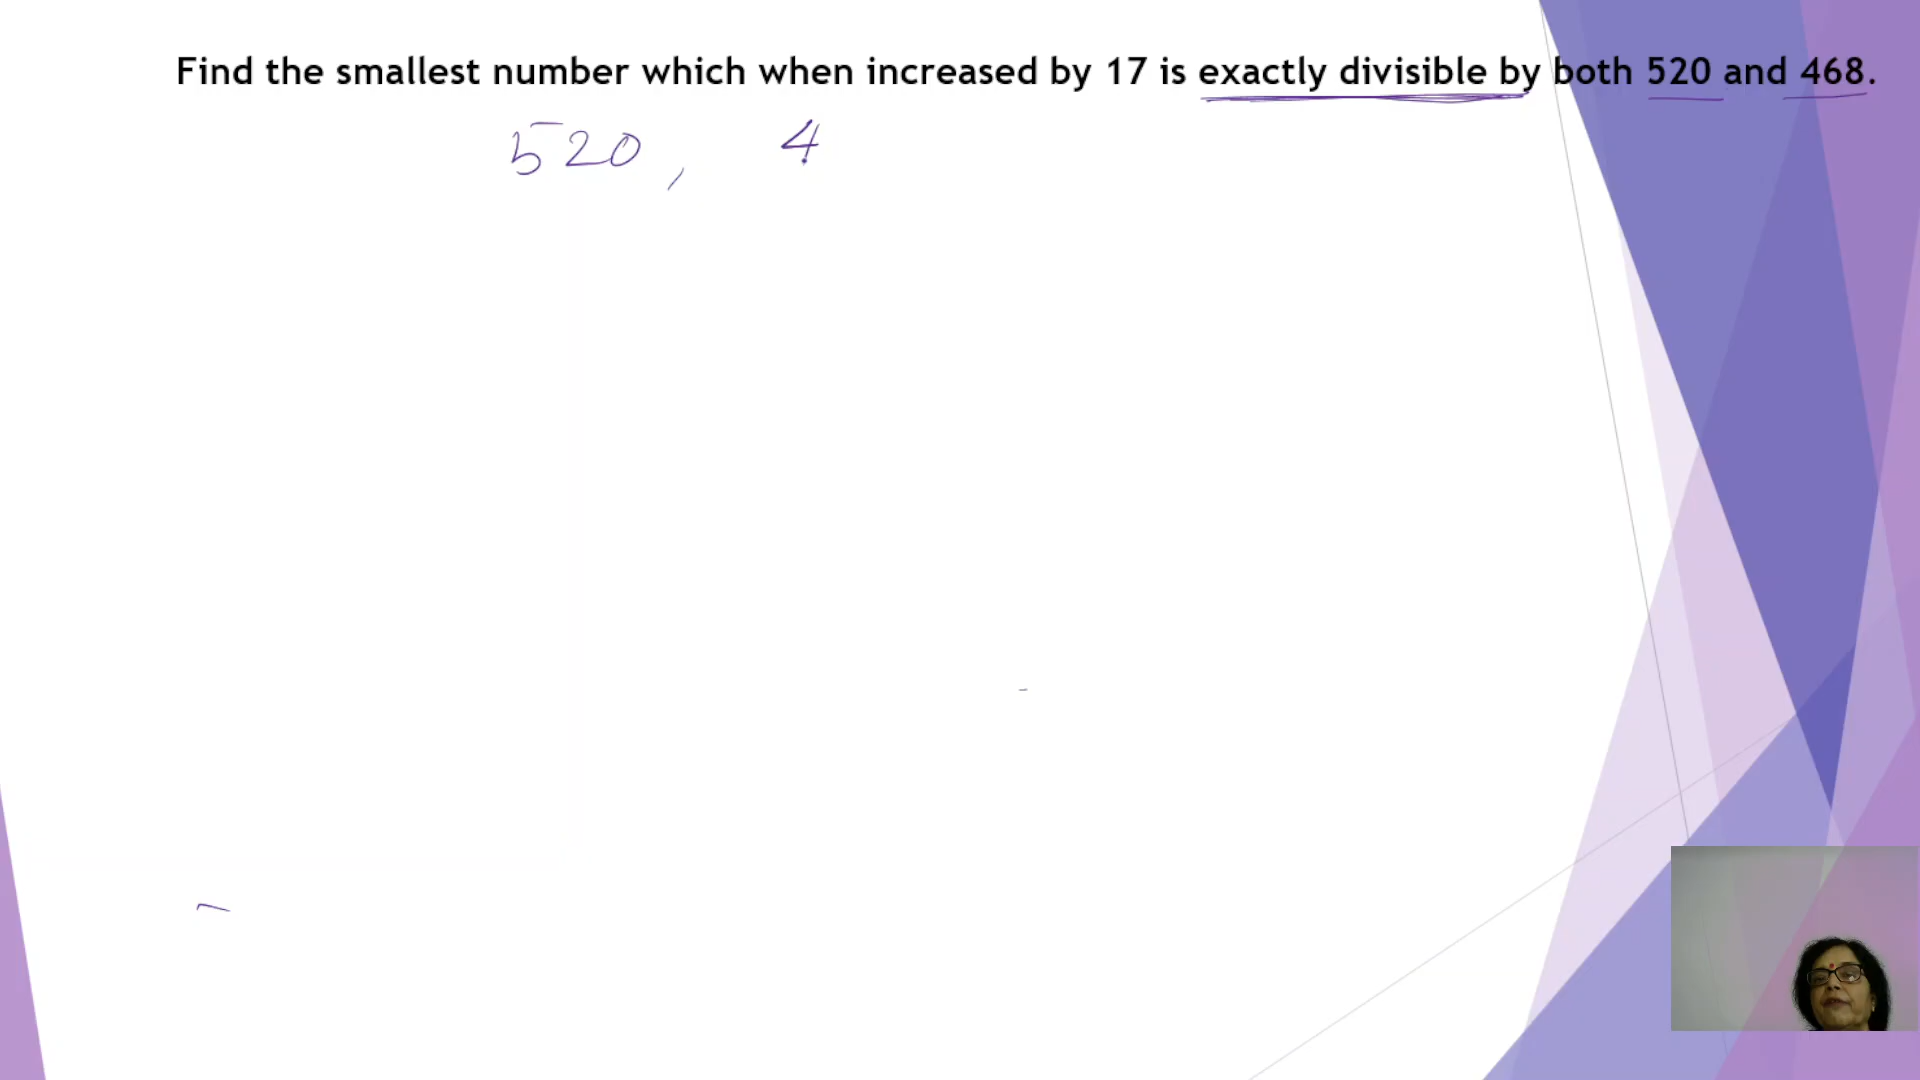 Find the smallest number which when increased by 17 is exactly divisible by both 520 and 468.
520, 4